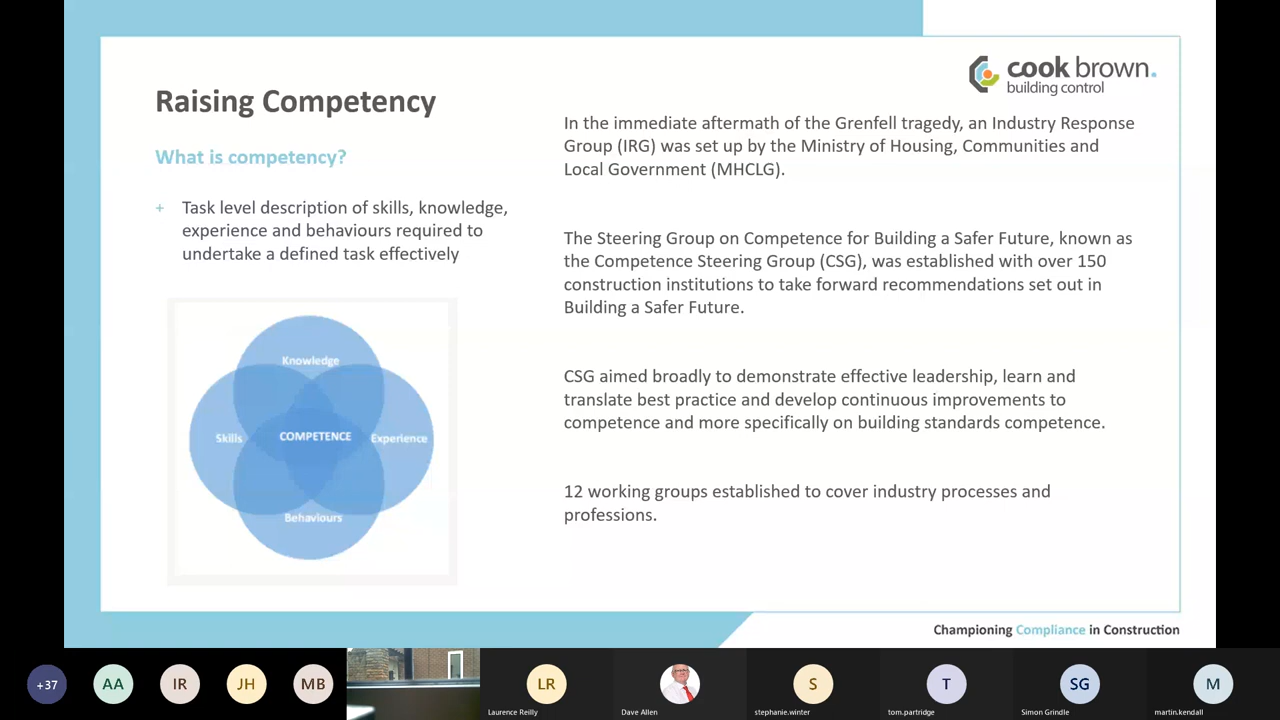 cook brown.
building control
Raising Competency
What is competency?
+ Task level description of skills, knowledge,
experience and behaviours required to
undertake a defined task effectively
Knowledge
Skills
COMPETENCE
Experience
Behaviours
In the immediate aftermath of the Grenfell tragedy, an Industry Response
Group (IRG) was set up by the Ministry of Housing, Communities and
Local Government (MHCLG).
The Steering Group on Competence for Building a Safer Future, known as
the Competence Steering Group (CSG), was established with over 150
construction institutions to take forward recommendations set out in
Building a Safer Future.
CSG aimed broadly to demonstrate effective leadership, learn and
translate best practice and develop continuous improvements to
competence and more specifically on building standards competence.
12 working groups established to cover industry processes and
professions.
Championing Compliance in Construction
+37
AA
IR
JH
MB
LR
Laurence Reilly
Dave Allen
S
stephanie.winter
T
tom.partridge
SG
Simon Grindle
M
martin.kendall